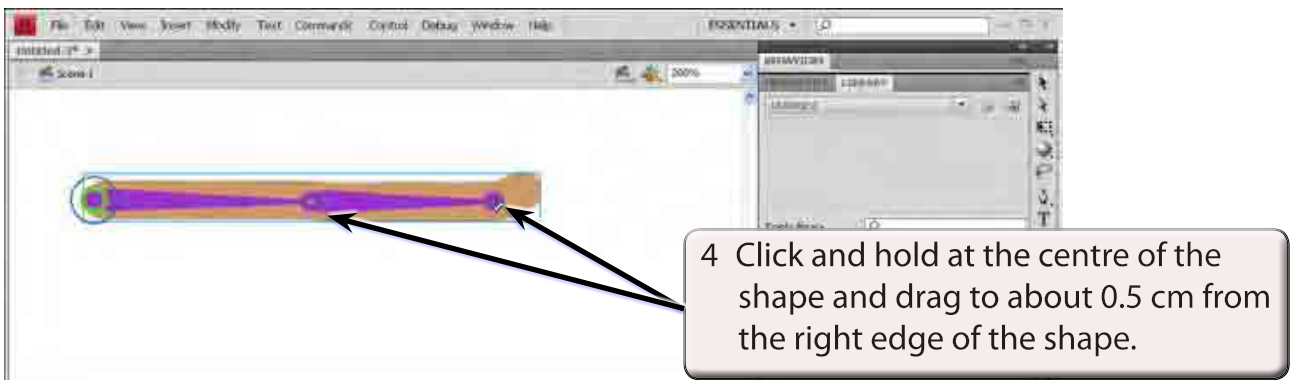 File Edit View Insert Modify Text Commands Control Debug Window Help ESSENTIALS
Scene 1 200%
BEHAVIORS
LIBRARY
T
4 Click and hold at the centre of the
shape and drag to about 0.5 cm from
the right edge of the shape.